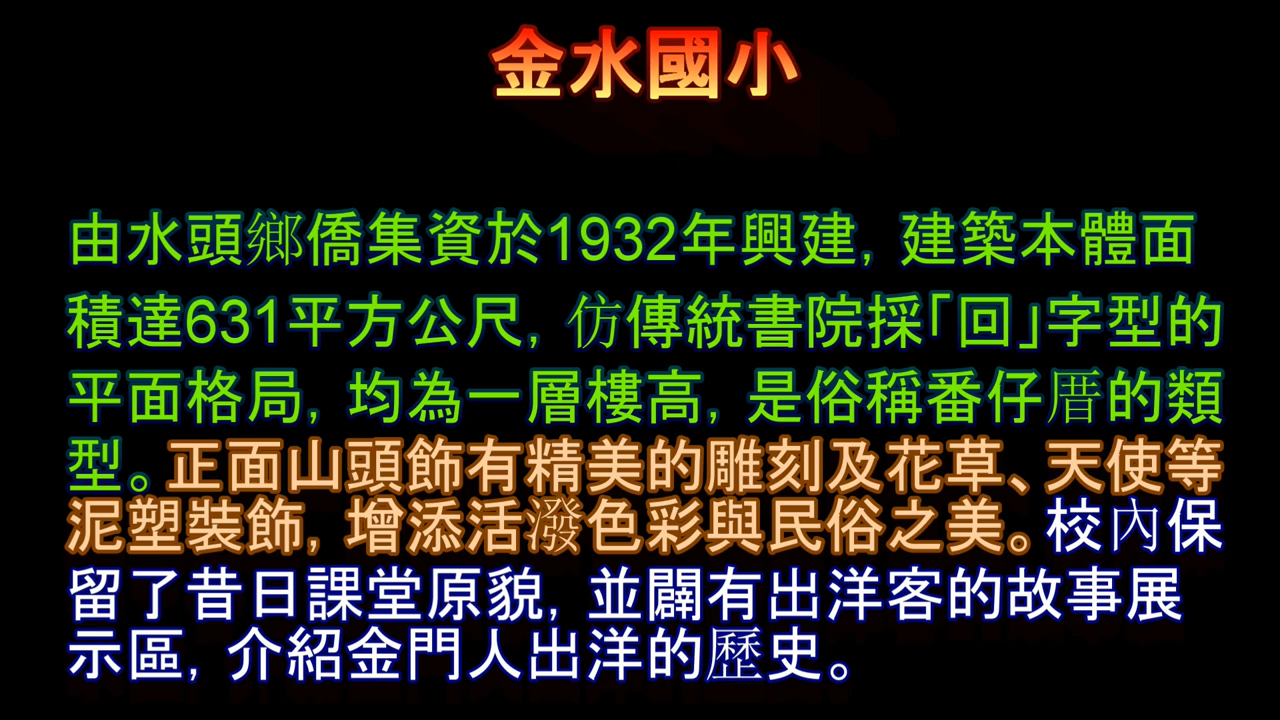 金水國小
由水頭鄉僑集資於1932年興建，建築本體面
積達631平方公尺，仿傳統書院採「回」字型的
平面格局，均為一層樓高，是俗稱番仔厝的類
型。正面山頭飾有精美的雕刻及花草、天使等
泥塑裝飾，增添活潑色彩與民俗之美。校內保
留了昔日課堂原貌，並闢有出洋客的故事展
示區，介紹金門人出洋的歷史。